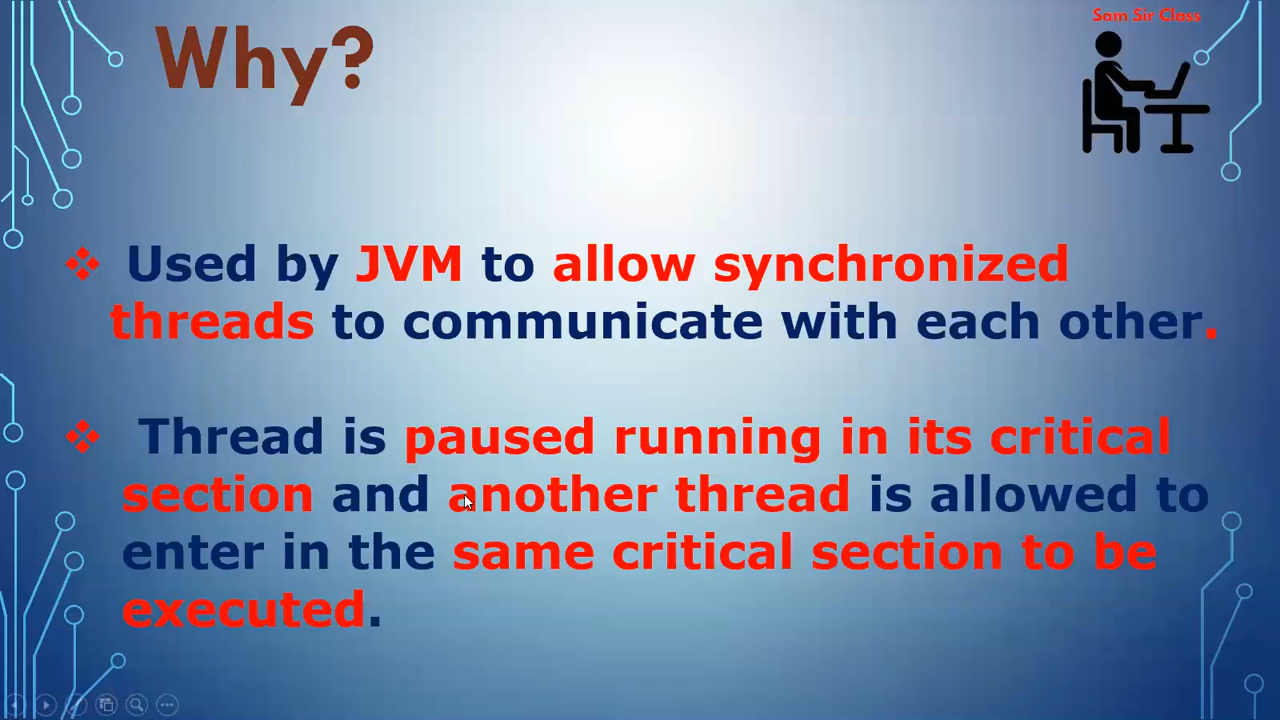 Sam Sir Class
Why?
❖ Used by JVM to allow synchronized
threads to communicate with each other.
❖ Thread is paused running in its critical
section and another thread is allowed to
enter in the same critical section to be
executed.